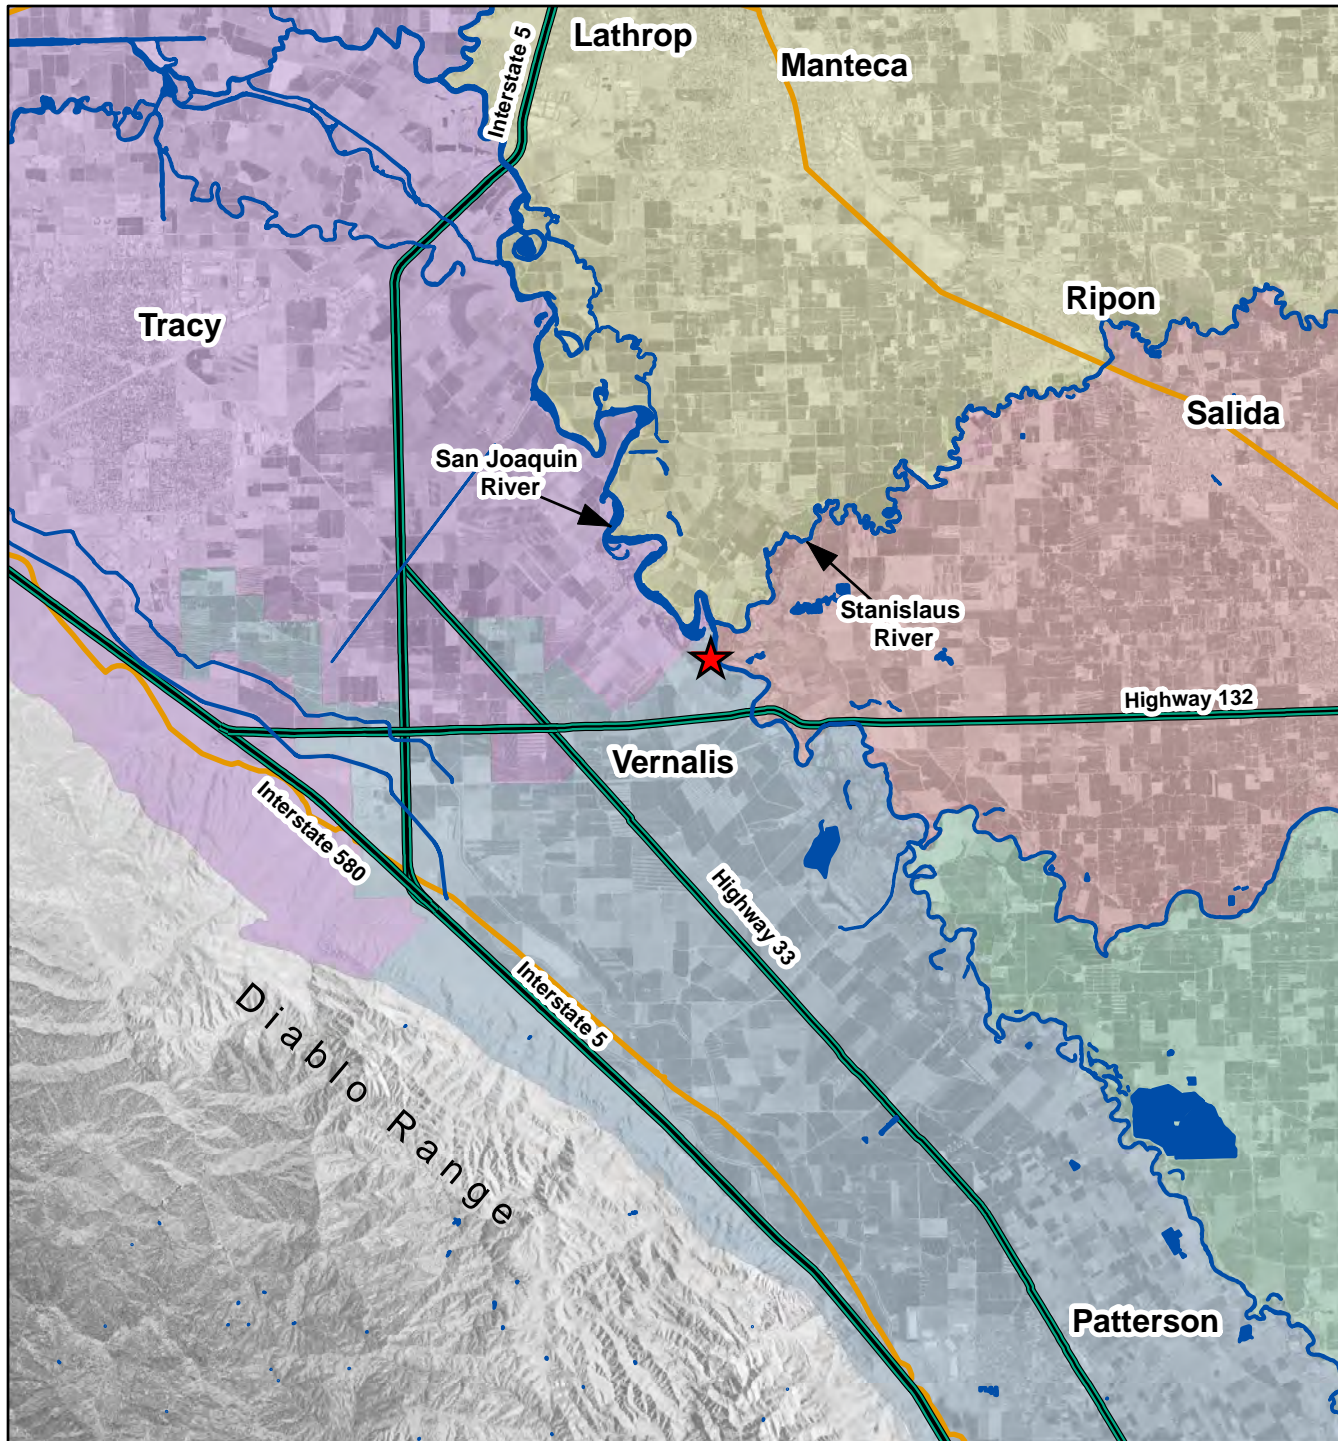 Lathrop
Manteca
Interstate 5
Ripon
Tracy
Salida
San Joaquin
River
Stanislaus
River
Highway 132
Vernalis
Interstate 580
Highway 33
Interstate 5
Diablo Range
Patterson